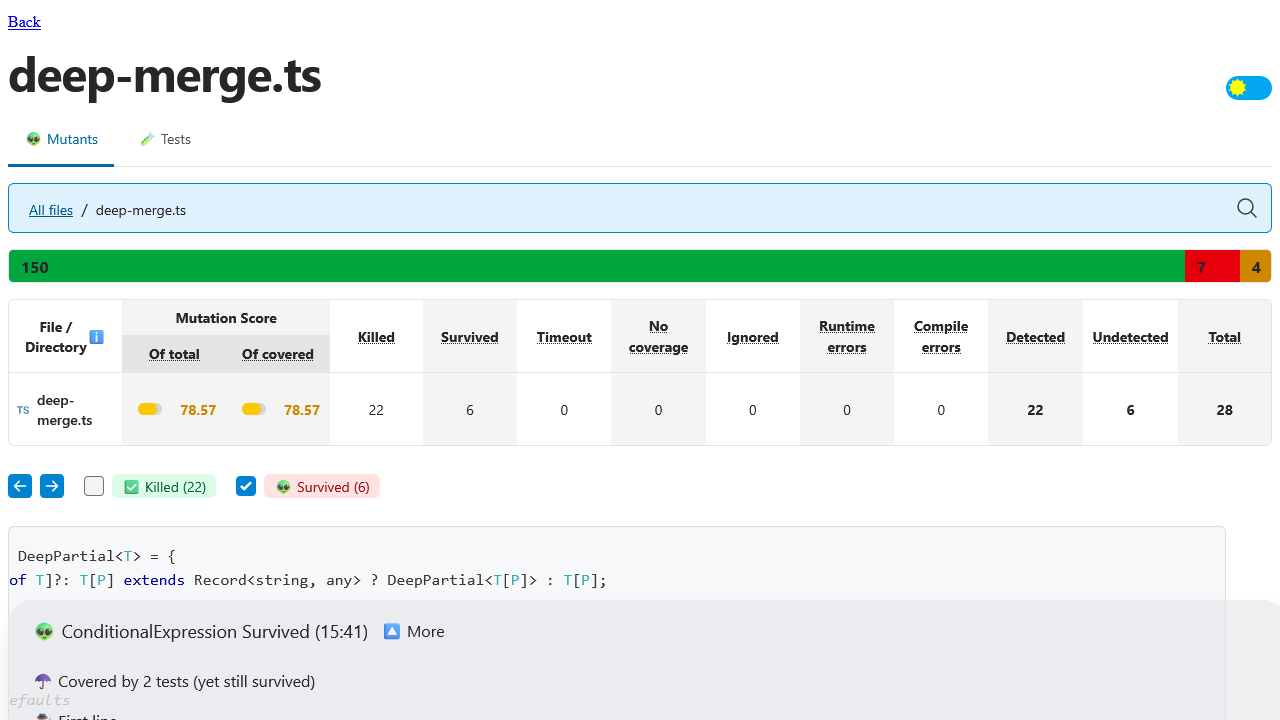 Back
deep-merge.ts
Mutants
Tests
All files / deep-merge.ts
150 7 4
File / Directory
Mutation Score
Of total
Of covered
Killed
Survived
Timeout
No coverage
Ignored
Runtime errors
Compile errors
Detected
Undetected
Total
TS deep-merge.ts 78.57 78.57 22 6 0 0 0 0 0 22 6 28
Killed (22)
Survived (6)
DeepPartial<T> = {
of T]?: T[P] extends Record<string, any> ? DeepPartial<T[P]> : T[P];
ConditionalExpression Survived (15:41) More
Covered by 2 tests (yet still survived)
efaults
First line